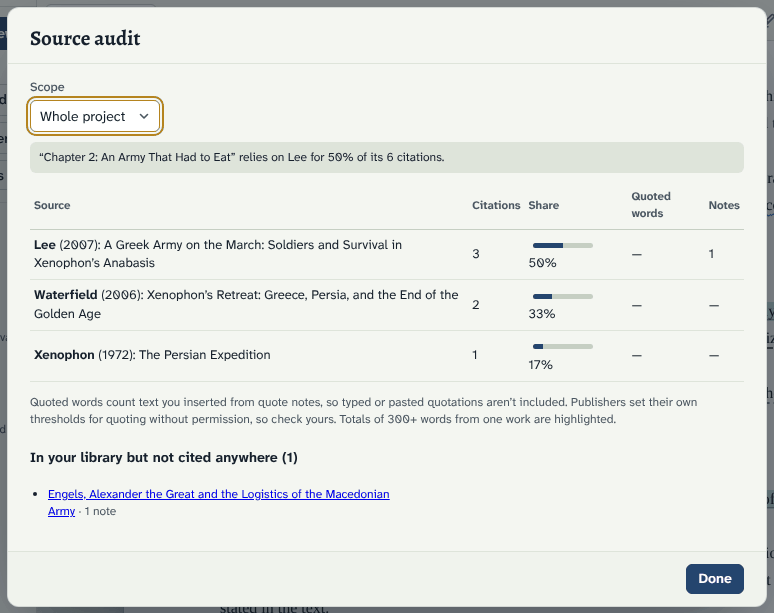 Source audit
Scope
Whole project
“Chapter 2: An Army That Had to Eat” relies on Lee for 50% of its 6 citations.
Source Citations Share Quoted words Notes
Lee (2007): A Greek Army on the March: Soldiers and Survival in
Xenophon’s Anabasis
3 50% — 1
Waterfield (2006): Xenophon’s Retreat: Greece, Persia, and the End of the
Golden Age
2 33% — —
Xenophon (1972): The Persian Expedition 1 17% — —
Quoted words count text you inserted from quote notes, so typed or pasted quotations aren’t included. Publishers set their own
thresholds for quoting without permission, so check yours. Totals of 300+ words from one work are highlighted.
In your library but not cited anywhere (1)
• Engels, Alexander the Great and the Logistics of the Macedonian
Army · 1 note
Done
stated in the text.